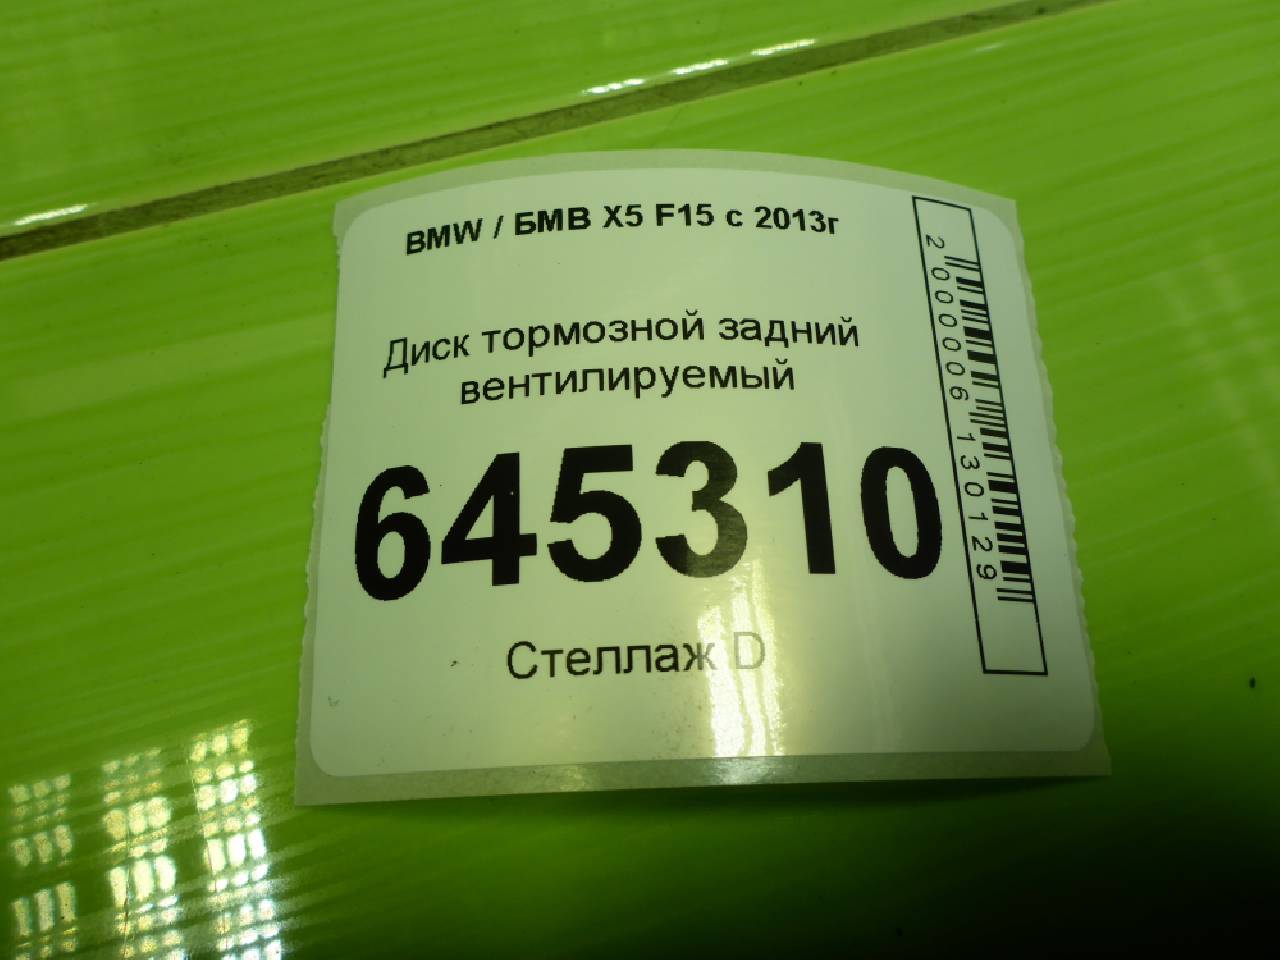 BMW / БМВ X5 F15 с 2013г
Диск тормозной задний
вентилируемый
645310
Стеллаж D
2000006130129